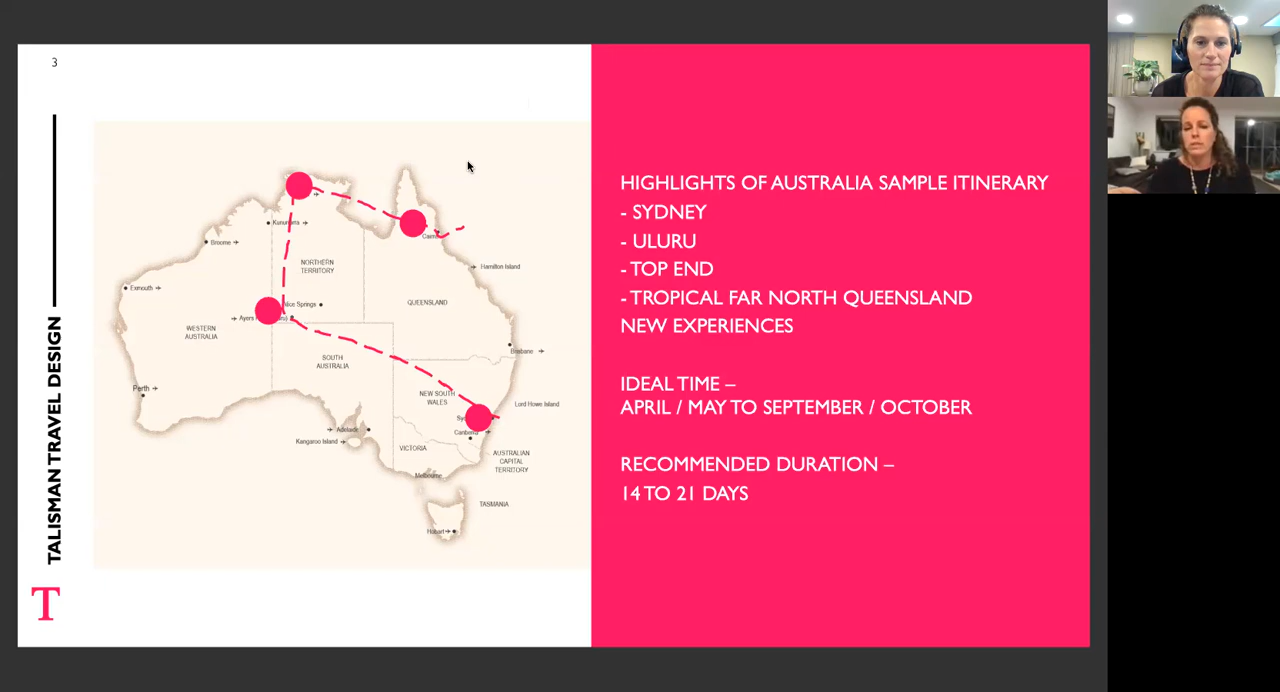 3
TALISMAN TRAVEL DESIGN
T
Kununurra
Broome
Cairns
NORTHERN
TERRITORY
Hamilton Island
Exmouth
QUEENSLAND
Alice Springs
Ayers
WESTERN
AUSTRALIA
Brisbane
SOUTH
AUSTRALIA
Perth
NEW SOUTH
WALES
Lord Howe Island
Sy
Adelaide
Canberra
Kangaroo Island
VICTORIA
AUSTRALIAN
CAPITAL
TERRITORY
Melbourne
TASMANIA
Hobart
HIGHLIGHTS OF AUSTRALIA SAMPLE ITINERARY
- SYDNEY
- ULURU
- TOP END
- TROPICAL FAR NORTH QUEENSLAND
NEW EXPERIENCES
IDEAL TIME –
APRIL / MAY TO SEPTEMBER / OCTOBER
RECOMMENDED DURATION –
14 TO 21 DAYS